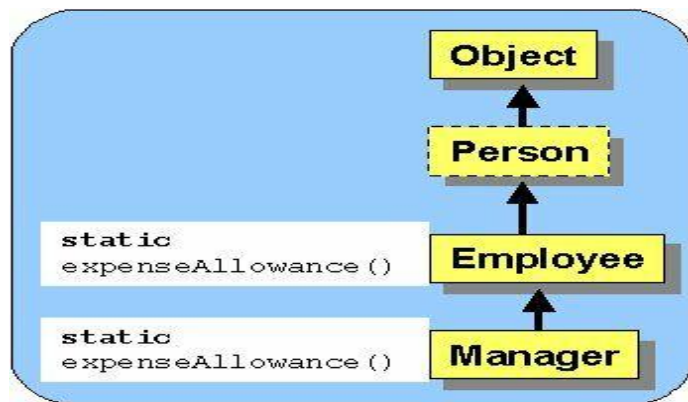 Object
Person
static
expenseAllowance()
Employee
static
expenseAllowance()
Manager